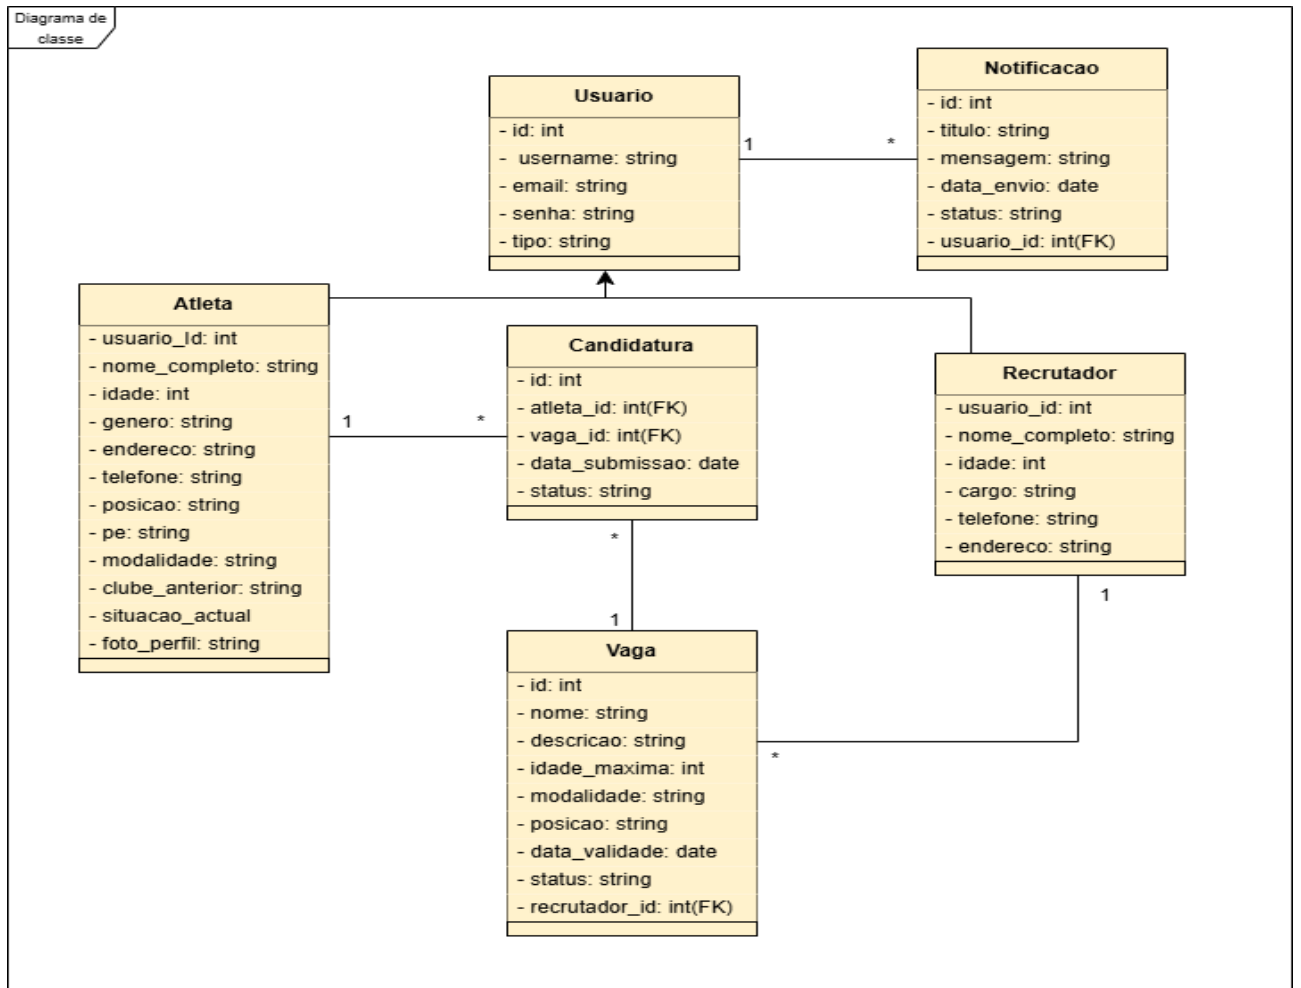 Diagrama de
classe
Usuario
- id: int
- username: string
- email: string
- senha: string
- tipo: string
1
*
Notificacao
- id: int
- titulo: string
- mensagem: string
- data_envio: date
- status: string
- usuario_id: int(FK)
Atleta
- usuario_Id: int
- nome_completo: string
- idade: int
- genero: string
- endereco: string
- telefone: string
- posicao: string
- pe: string
- modalidade: string
- clube_anterior: string
- situacao_actual
- foto_perfil: string
1
*
Candidatura
- id: int
- atleta_id: int(FK)
- vaga_id: int(FK)
- data_submissao: date
- status: string
*
1
Recrutador
- usuario_id: int
- nome_completo: string
- idade: int
- cargo: string
- telefone: string
- endereco: string
1
*
Vaga
- id: int
- nome: string
- descricao: string
- idade_maxima: int
- modalidade: string
- posicao: string
- data_validade: date
- status: string
- recrutador_id: int(FK)